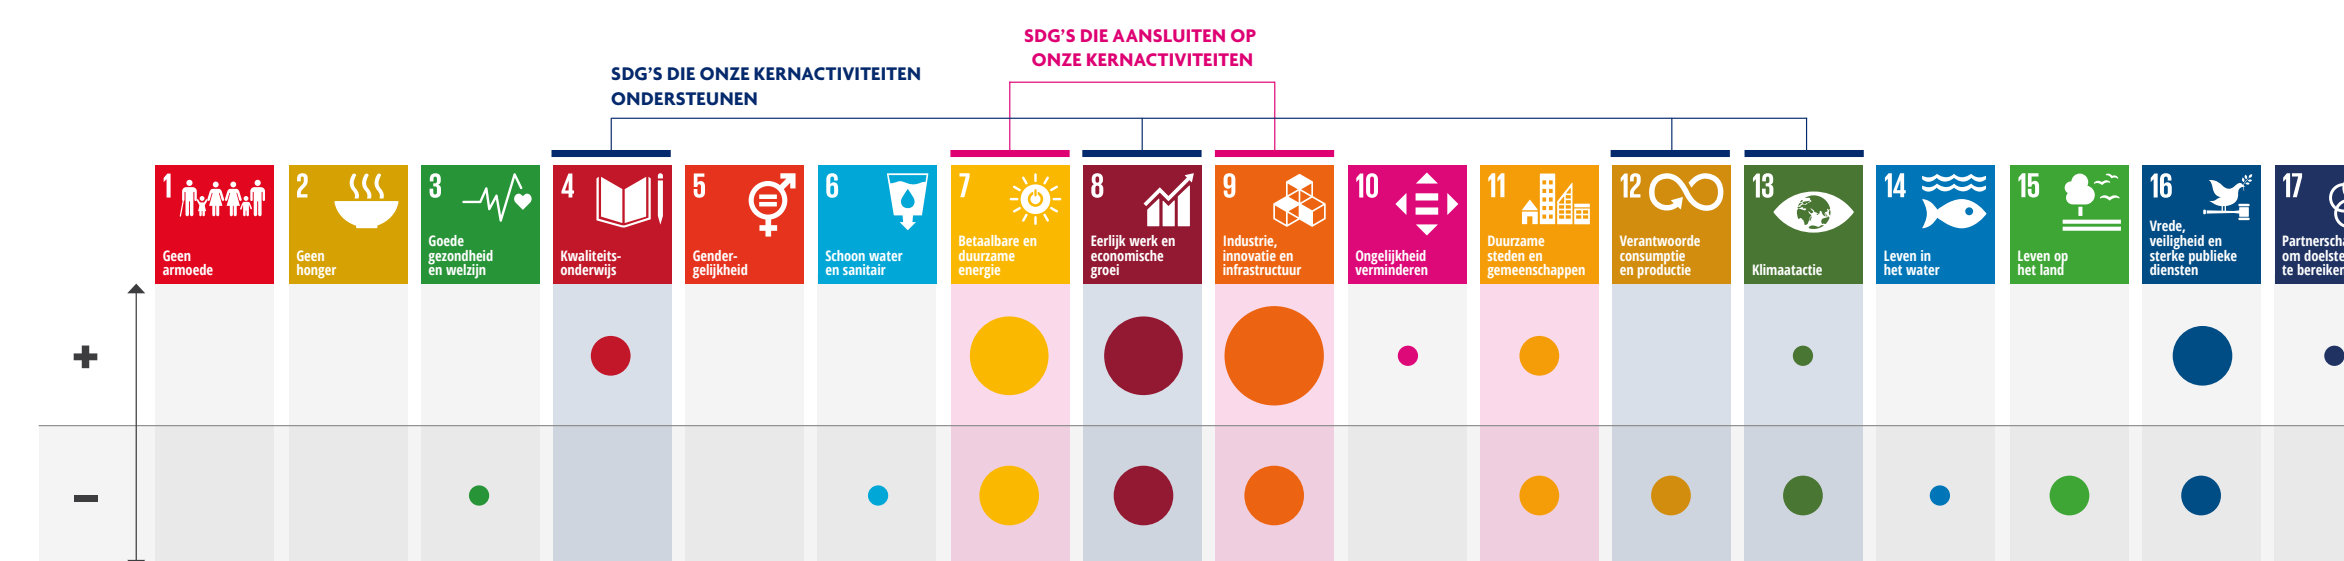 SDG'S DIE AANSLUITEN OP
ONZE KERNACTIVITEITEN
SDG'S DIE ONZE KERNACTIVITEITEN
ONDERSTEUNEN
1
Geen
armoede
2
Geen
honger
3
Goede
gezondheid
en welzijn
4
Kwaliteits-
onderwijs
5
Gender-
gelijkheid
6
Schoon water
en sanitair
7
Betaalbare en
duurzame
energie
8
Eerlijk werk en
economische
groei
9
Industrie,
innovatie en
infrastructuur
10
Ongelijkheid
verminderen
11
Duurzame
steden en
gemeenschappen
12
Verantwoorde
consumptie
en productie
13
Klimaatactie
14
Leven in
het water
15
Leven op
het land
16
Vrede,
veiligheid en
sterke publieke
diensten
17
om
te
+
−